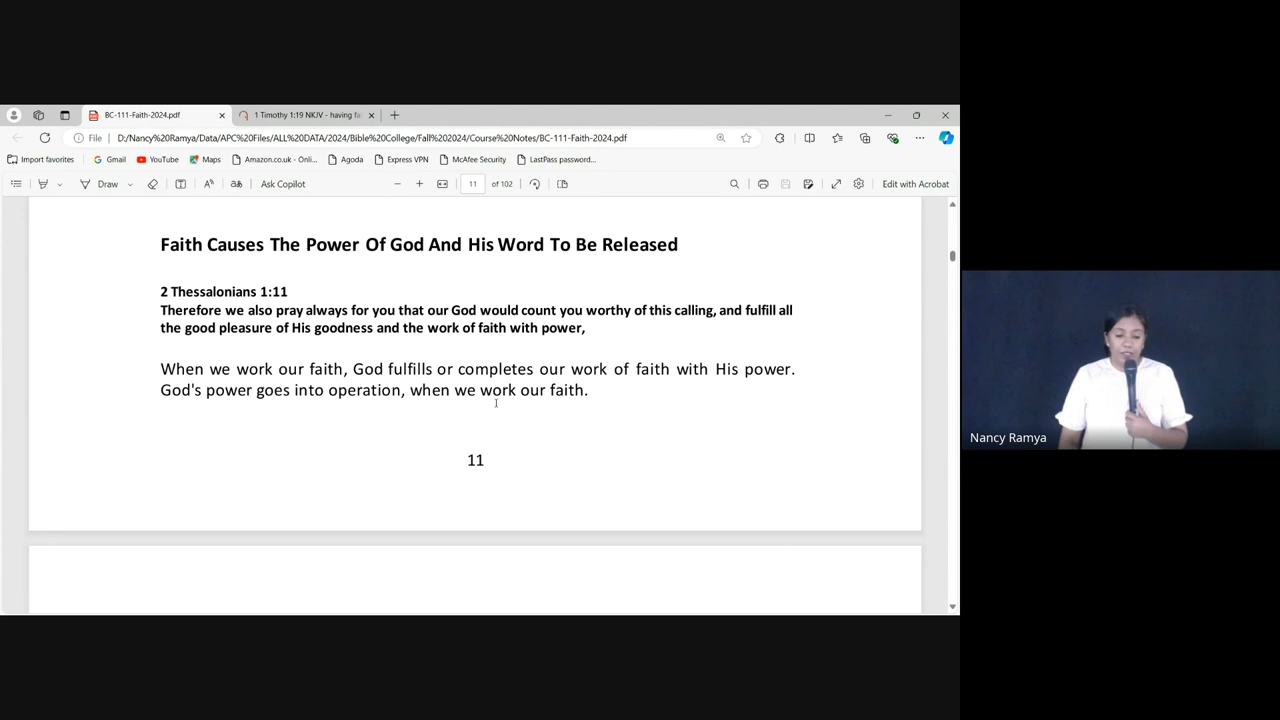 BC-111-Faith-2024.pdf
1 Timothy 1:19 NKJV - having fa
File
D:/Nancy%20Ramya/Data/APC%20Files/ALL%20DATA/2024/Bible%20College/Fall%202024/Course%20Notes/BC-111-Faith-2024.pdf
Import favorites Gmail YouTube Maps Amazon.co.uk - Onli... Agoda Express VPN McAfee Security LastPass password...
Draw Ask Copilot 11 of 102 Edit with Acrobat
Faith Causes The Power Of God And His Word To Be Released
2 Thessalonians 1:11
Therefore we also pray always for you that our God would count you worthy of this calling, and fulfill all
the good pleasure of His goodness and the work of faith with power,
When we work our faith, God fulfills or completes our work of faith with His power.
God's power goes into operation, when we work our faith.
11
Nancy Ramya